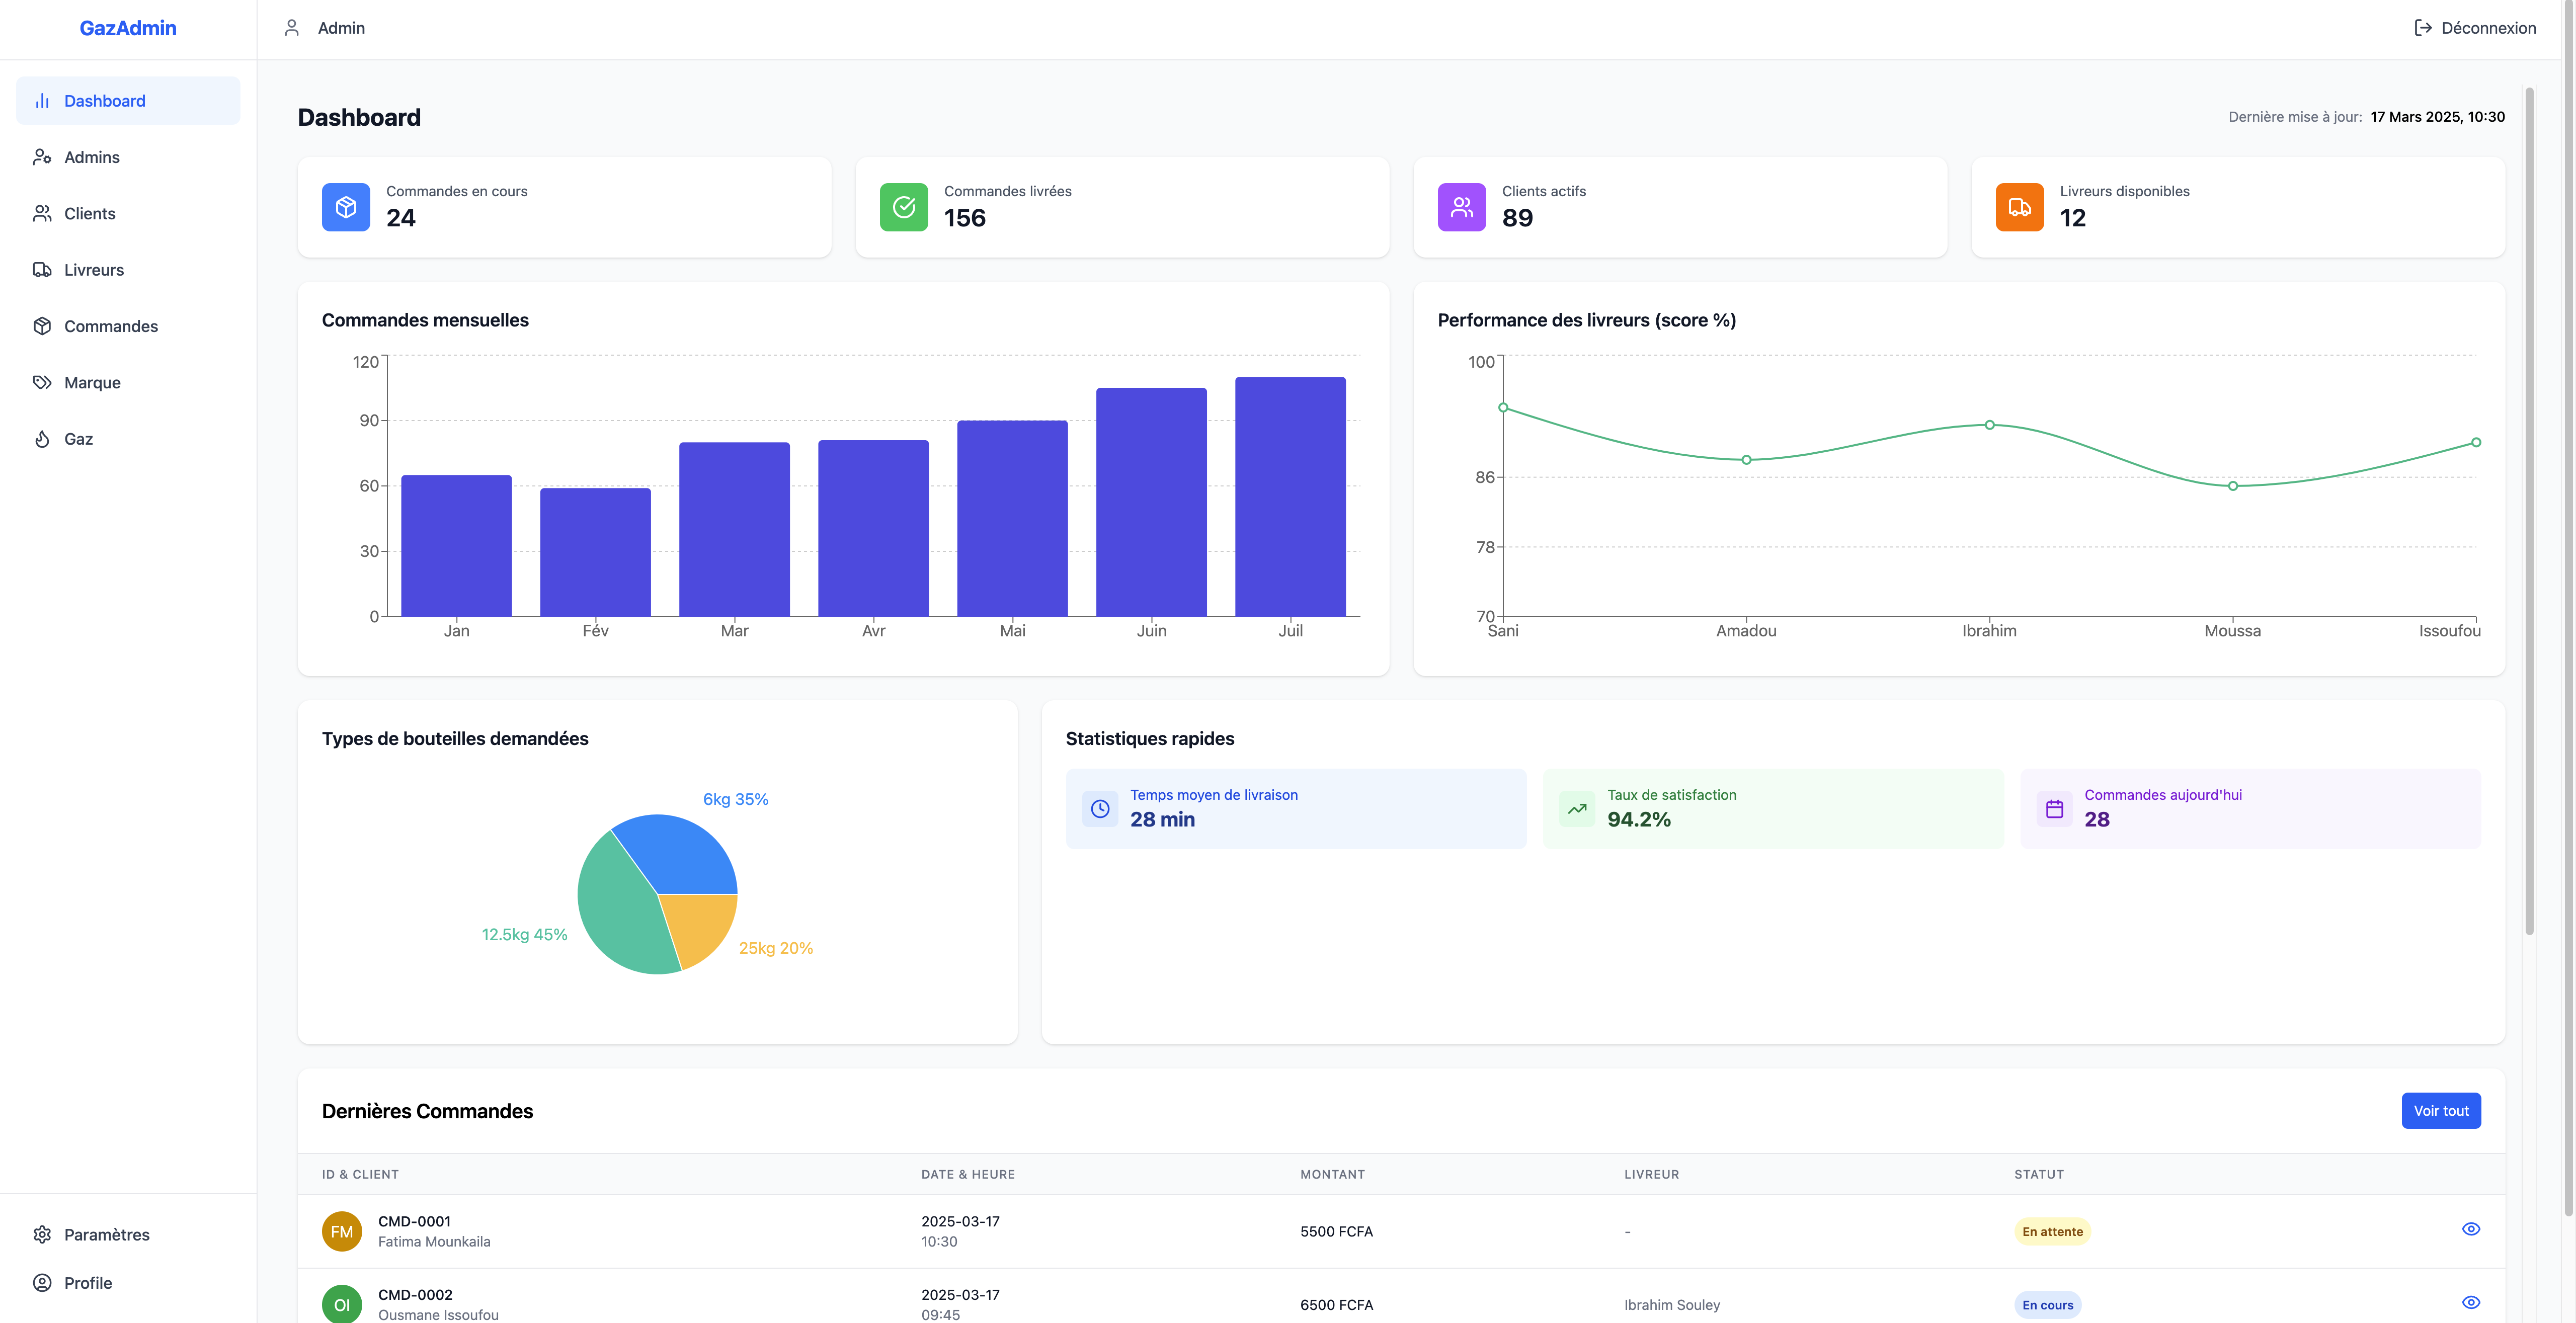 GazAdmin
Admin
Déconnexion
Dashboard
Admins
Clients
Livreurs
Commandes
Marque
Gaz
Paramètres
Profile
Dashboard
Dernière mise à jour: 17 Mars 2025, 10:30
Commandes en cours
24
Commandes livrées
156
Clients actifs
89
Livreurs disponibles
12
Commandes mensuelles
120
90
60
30
0
Jan Fév Mar Avr Mai Juin Juil
Performance des livreurs (score %)
100
86
78
70
Sani Amadou Ibrahim Moussa Issoufou
Types de bouteilles demandées
6kg 35%
12.5kg 45%
25kg 20%
Statistiques rapides
Temps moyen de livraison
28 min
Taux de satisfaction
94.2%
Commandes aujourd'hui
28
Dernières Commandes
Voir tout
ID & CLIENT DATE & HEURE MONTANT LIVREUR STATUT
FM
CMD-0001
Fatima Mounkaila
2025-03-17
10:30
5500 FCFA
-
En attente
OI
CMD-0002
Ousmane Issoufou
2025-03-17
09:45
6500 FCFA
Ibrahim Souley
En cours